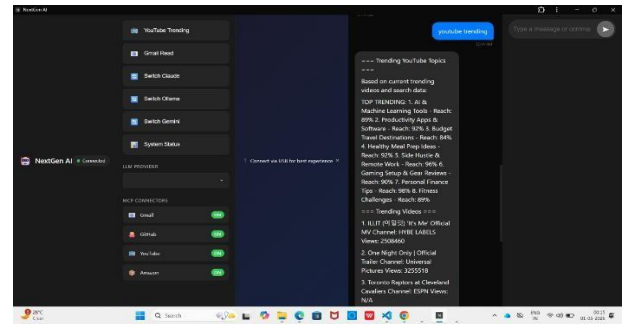 NextGen AI
YouTube Trending
Gmail Read
Switch Claude
Switch Ollama
Switch Gemini
System Status
NextGen AI
Connected
LLM PROVIDER
MCP CONNECTORS
Gmail ON
GitHub ON
YouTube ON
Amazon ON
Connect via USB for best experience ×
youtube trending
=== Trending YouTube Topics
===
Based on current trending
videos and search data:
TOP TRENDING: 1. AI &
Machine Learning Tools - Reach:
89% 2. Productivity Apps &
Software - Reach: 92% 3. Budget
Travel Destinations - Reach: 84%
4. Healthy Meal Prep Ideas -
Reach: 92% 5. Side Hustle &
Remote Work - Reach: 96% 6.
Gaming Setup & Gear Reviews -
Reach: 90% 7. Personal Finance
Tips - Reach: 98% 8. Fitness
Challenges - Reach: 89%
=== Trending Videos ===
1. ILLIT (아일릿) 'It's Me' Official
MV Channel: HYBE LABELS
Views: 2508460
2. One Night Only | Official
Trailer Channel: Universal
Pictures Views: 3255518
3. Toronto Raptors at Cleveland
Cavaliers Channel: ESPN Views:
N/A
Type a message or comma
28°C
Clear
Search
ENG
IN
00:15